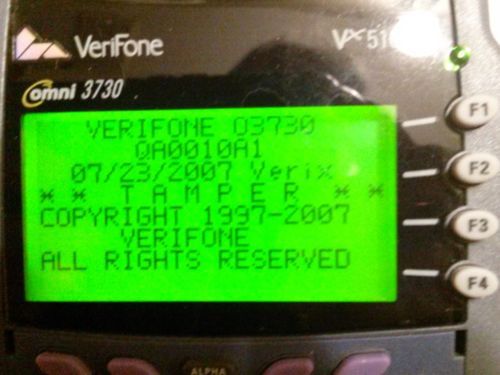 VeriFone
Vx510
omni 3730
VERIFONE 03730
QA0010A1
07/23/2007 Verix
* * T A M P E R * *
COPYRIGHT 1997-2007
VERIFONE
ALL RIGHTS RESERVED
F1
F2
F3
F4
ALPHA